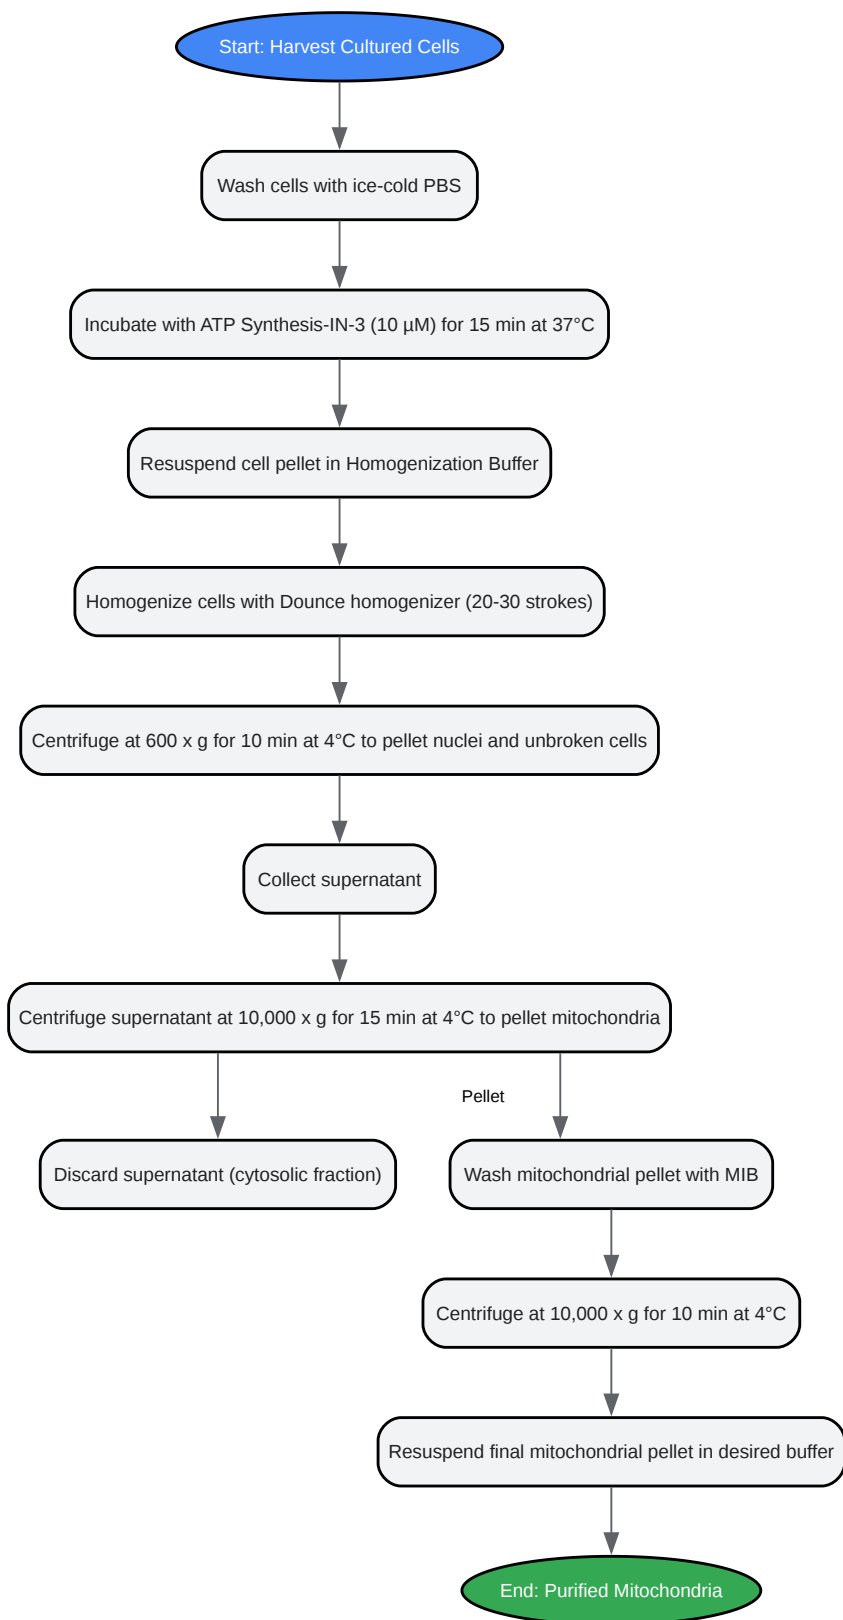 Start: Harvest Cultured Cells
Wash cells with ice-cold PBS
Incubate with ATP Synthesis-IN-3 (10 µM) for 15 min at 37°C
Resuspend cell pellet in Homogenization Buffer
Homogenize cells with Dounce homogenizer (20-30 strokes)
Centrifuge at 600 x g for 10 min at 4°C to pellet nuclei and unbroken cells
Collect supernatant
Centrifuge supernatant at 10,000 x g for 15 min at 4°C to pellet mitochondria
Pellet
Discard supernatant (cytosolic fraction)
Wash mitochondrial pellet with MIB
Centrifuge at 10,000 x g for 10 min at 4°C
Resuspend final mitochondrial pellet in desired buffer
End: Purified Mitochondria